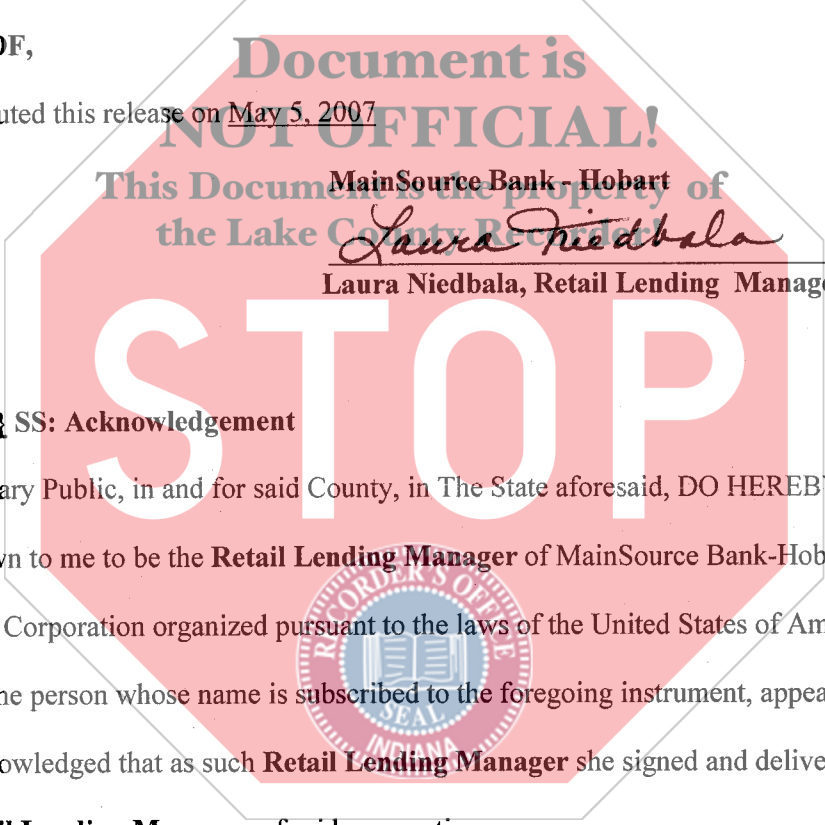 OF,
Document is
uted this release on May 5, 2007
NOT OFFICIAL!
MainSource Bank - Hobart
This Document is the property of
the Lake County Recorder!
Laura Niedbala
Laura Niedbala, Retail Lending Manage
STOP
SS: Acknowledgement
ary Public, in and for said County, in The State aforesaid, DO HEREBY
wn to me to be the Retail Lending Manager of MainSource Bank-Hob
RECORDER'S OFFICE
Corporation organized pursuant to the laws of the United States of Am
he person whose name is subscribed to the foregoing instrument, appea
SEAL
INDIANA
owledged that as such Retail Lending Manager she signed and delive